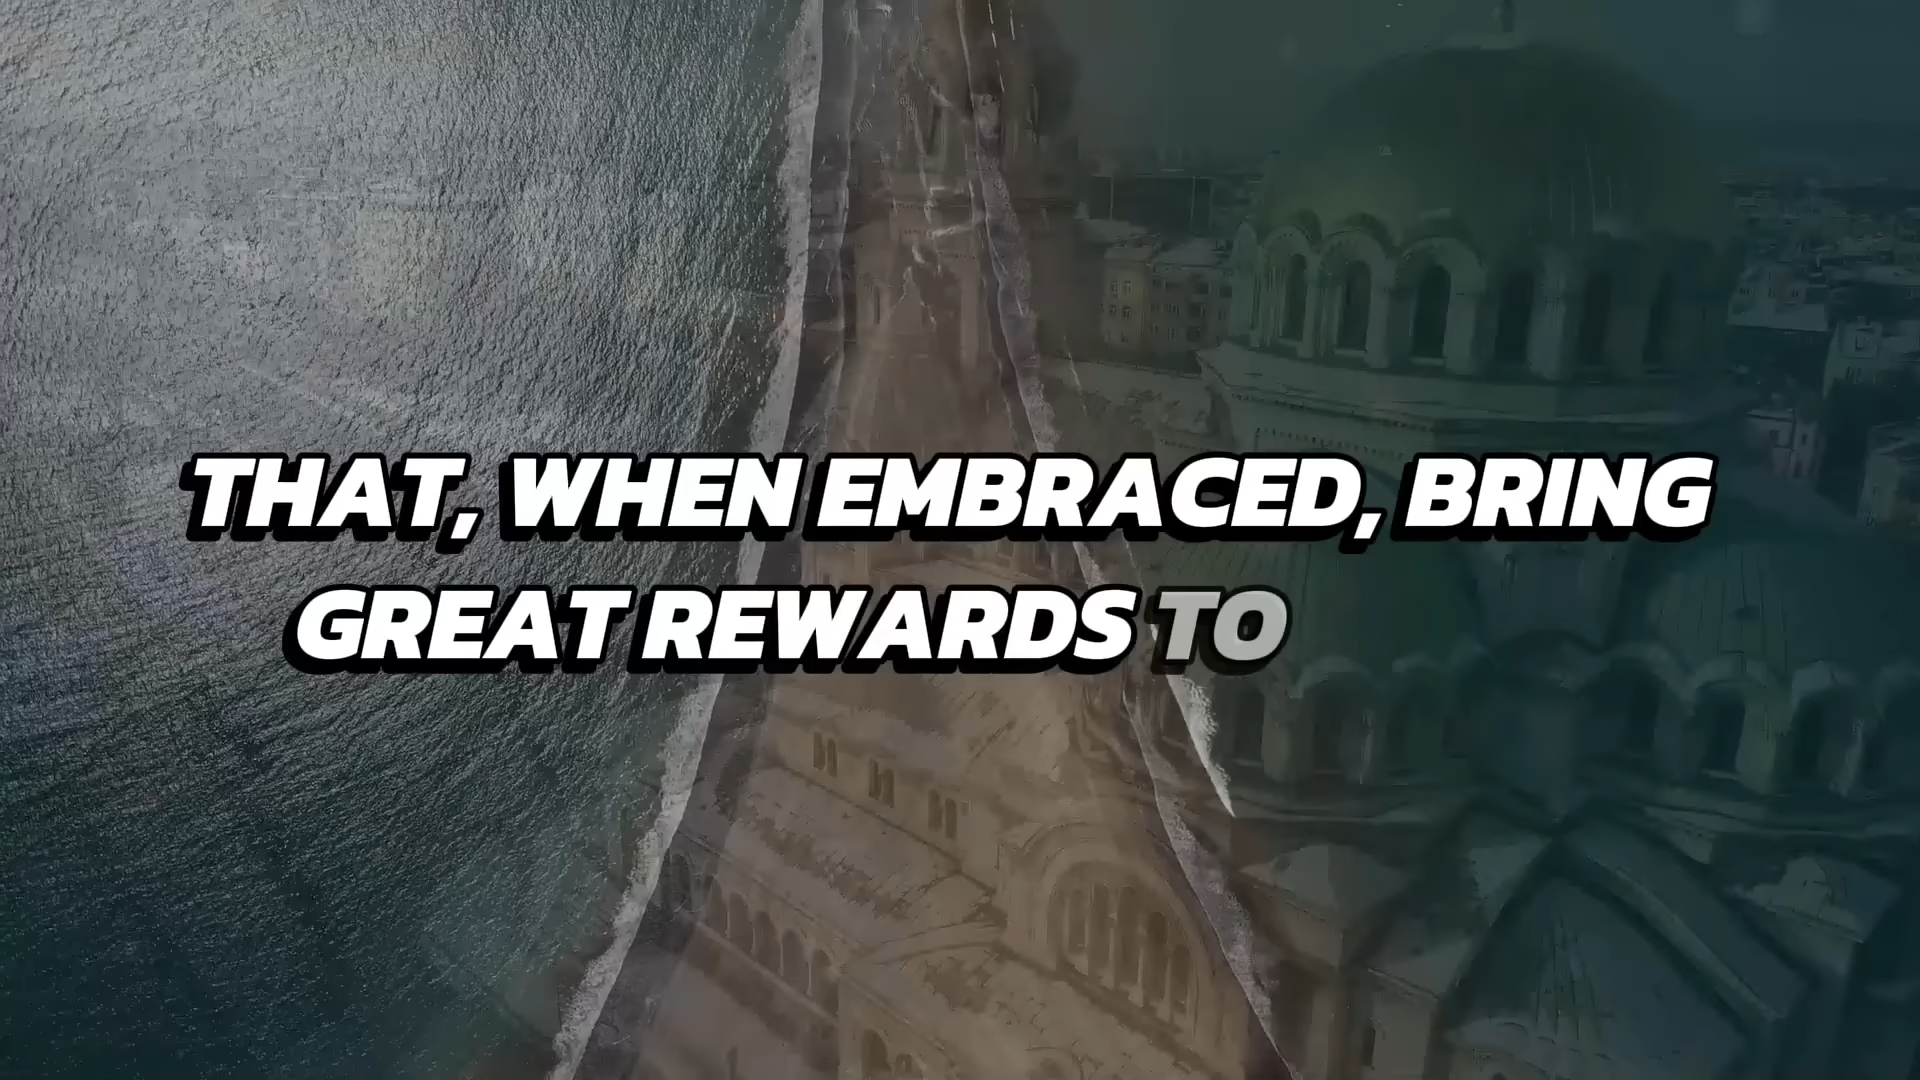 THAT, WHEN EMBRACED, BRING
GREAT REWARDS TO